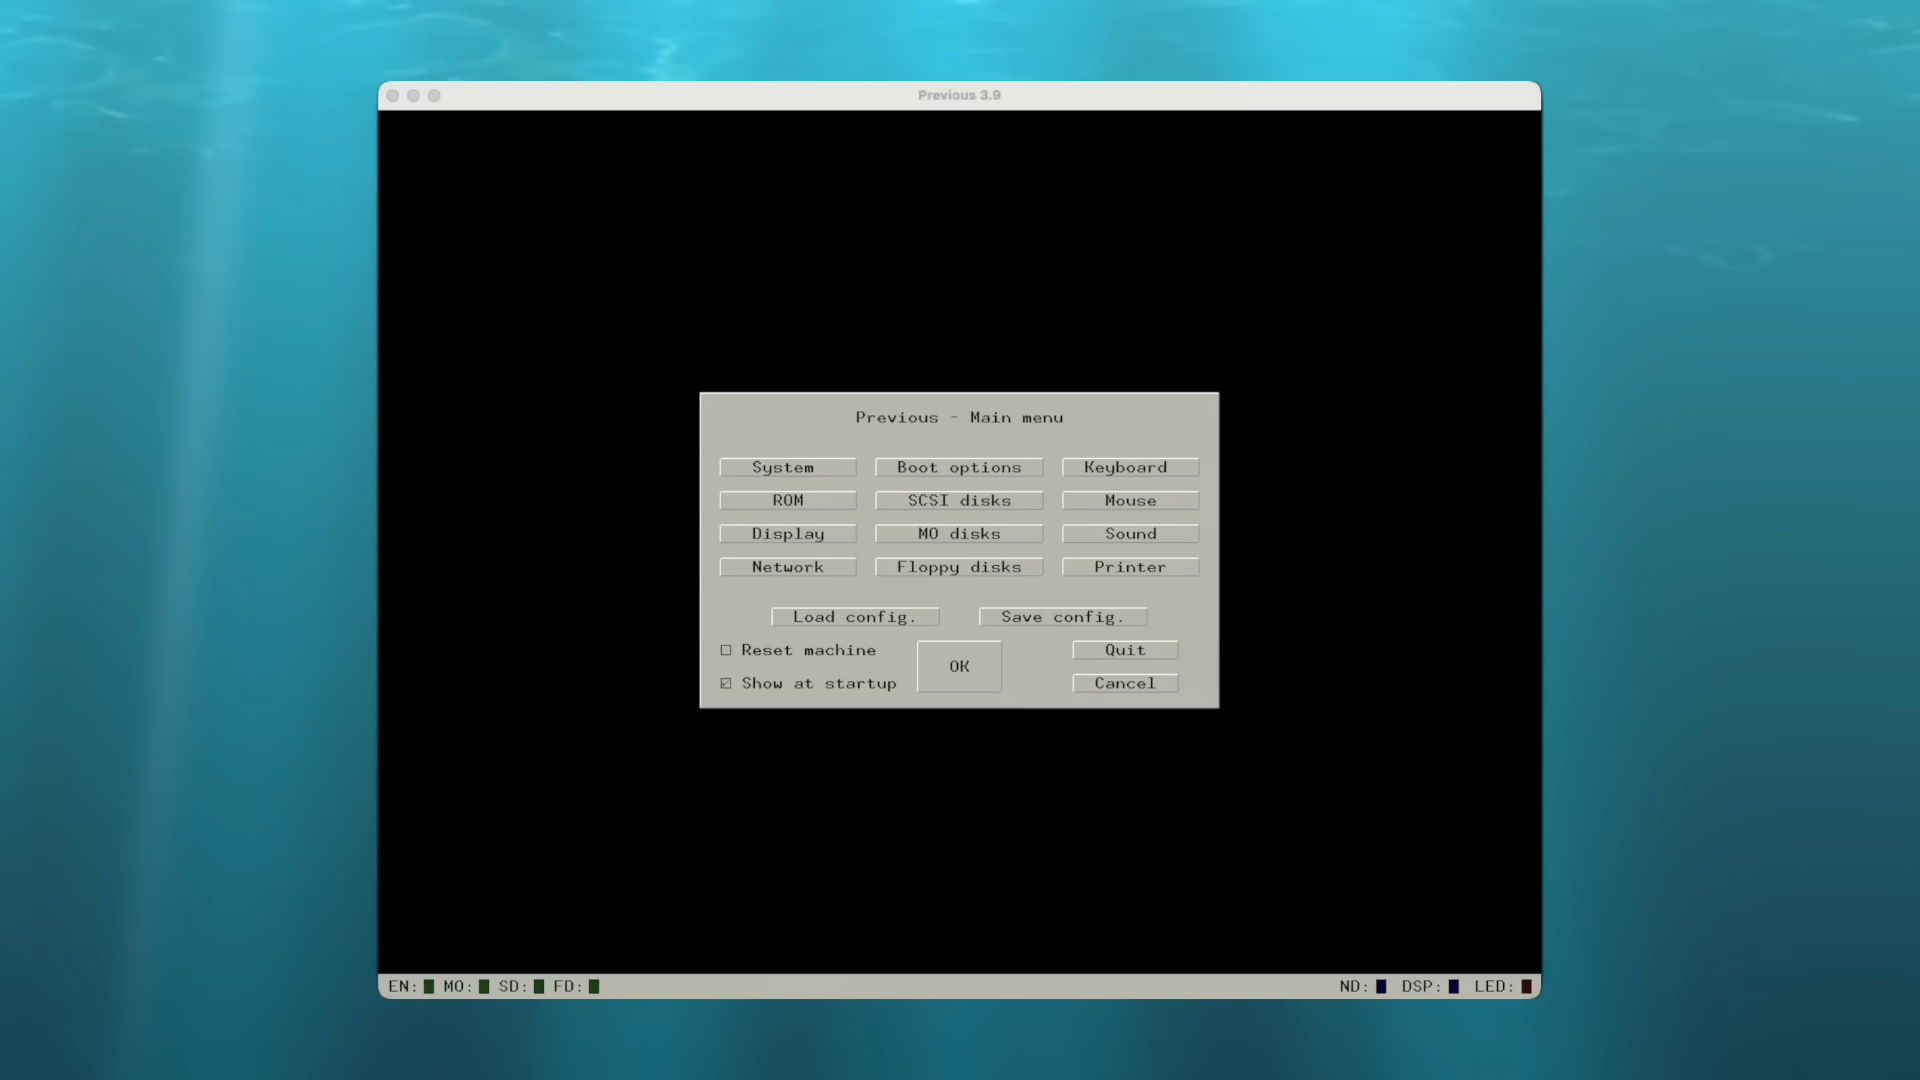 Previous 3.9
Previous - Main menu
System Boot options Keyboard
ROM SCSI disks Mouse
Display MO disks Sound
Network Floppy disks Printer
Load config. Save config.
Reset machine OK Quit
Show at startup Cancel
EN: MO: SD: FD: ND: DSP: LED: